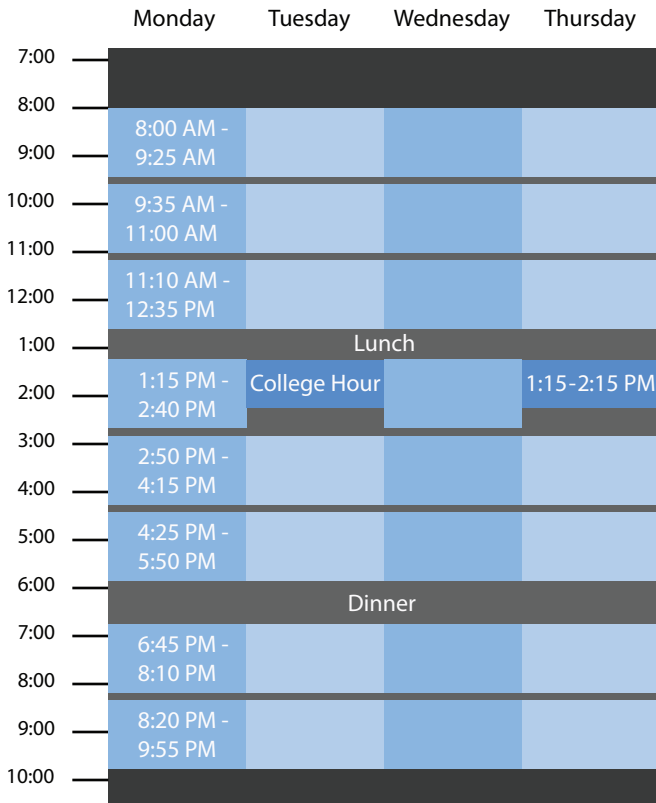 Monday Tuesday Wednesday Thursday
7:00
8:00
8:00 AM -
9:25 AM
9:00
10:00
9:35 AM -
11:00 AM
11:00
11:10 AM -
12:35 PM
12:00
1:00
Lunch
1:15 PM -
2:40 PM
College Hour
1:15-2:15 PM
2:00
3:00
2:50 PM -
4:15 PM
4:00
5:00
4:25 PM -
5:50 PM
6:00
Dinner
7:00
6:45 PM -
8:10 PM
8:00
9:00
8:20 PM -
9:55 PM
10:00